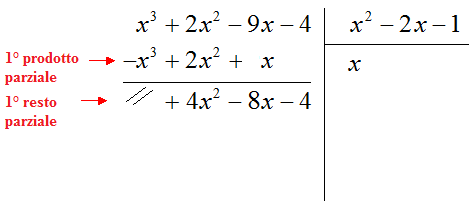 x³ + 2x² − 9x − 4 x² − 2x − 1
1° prodotto
parziale
−x³ + 2x² + x x
1° resto
parziale
+ 4x² − 8x − 4